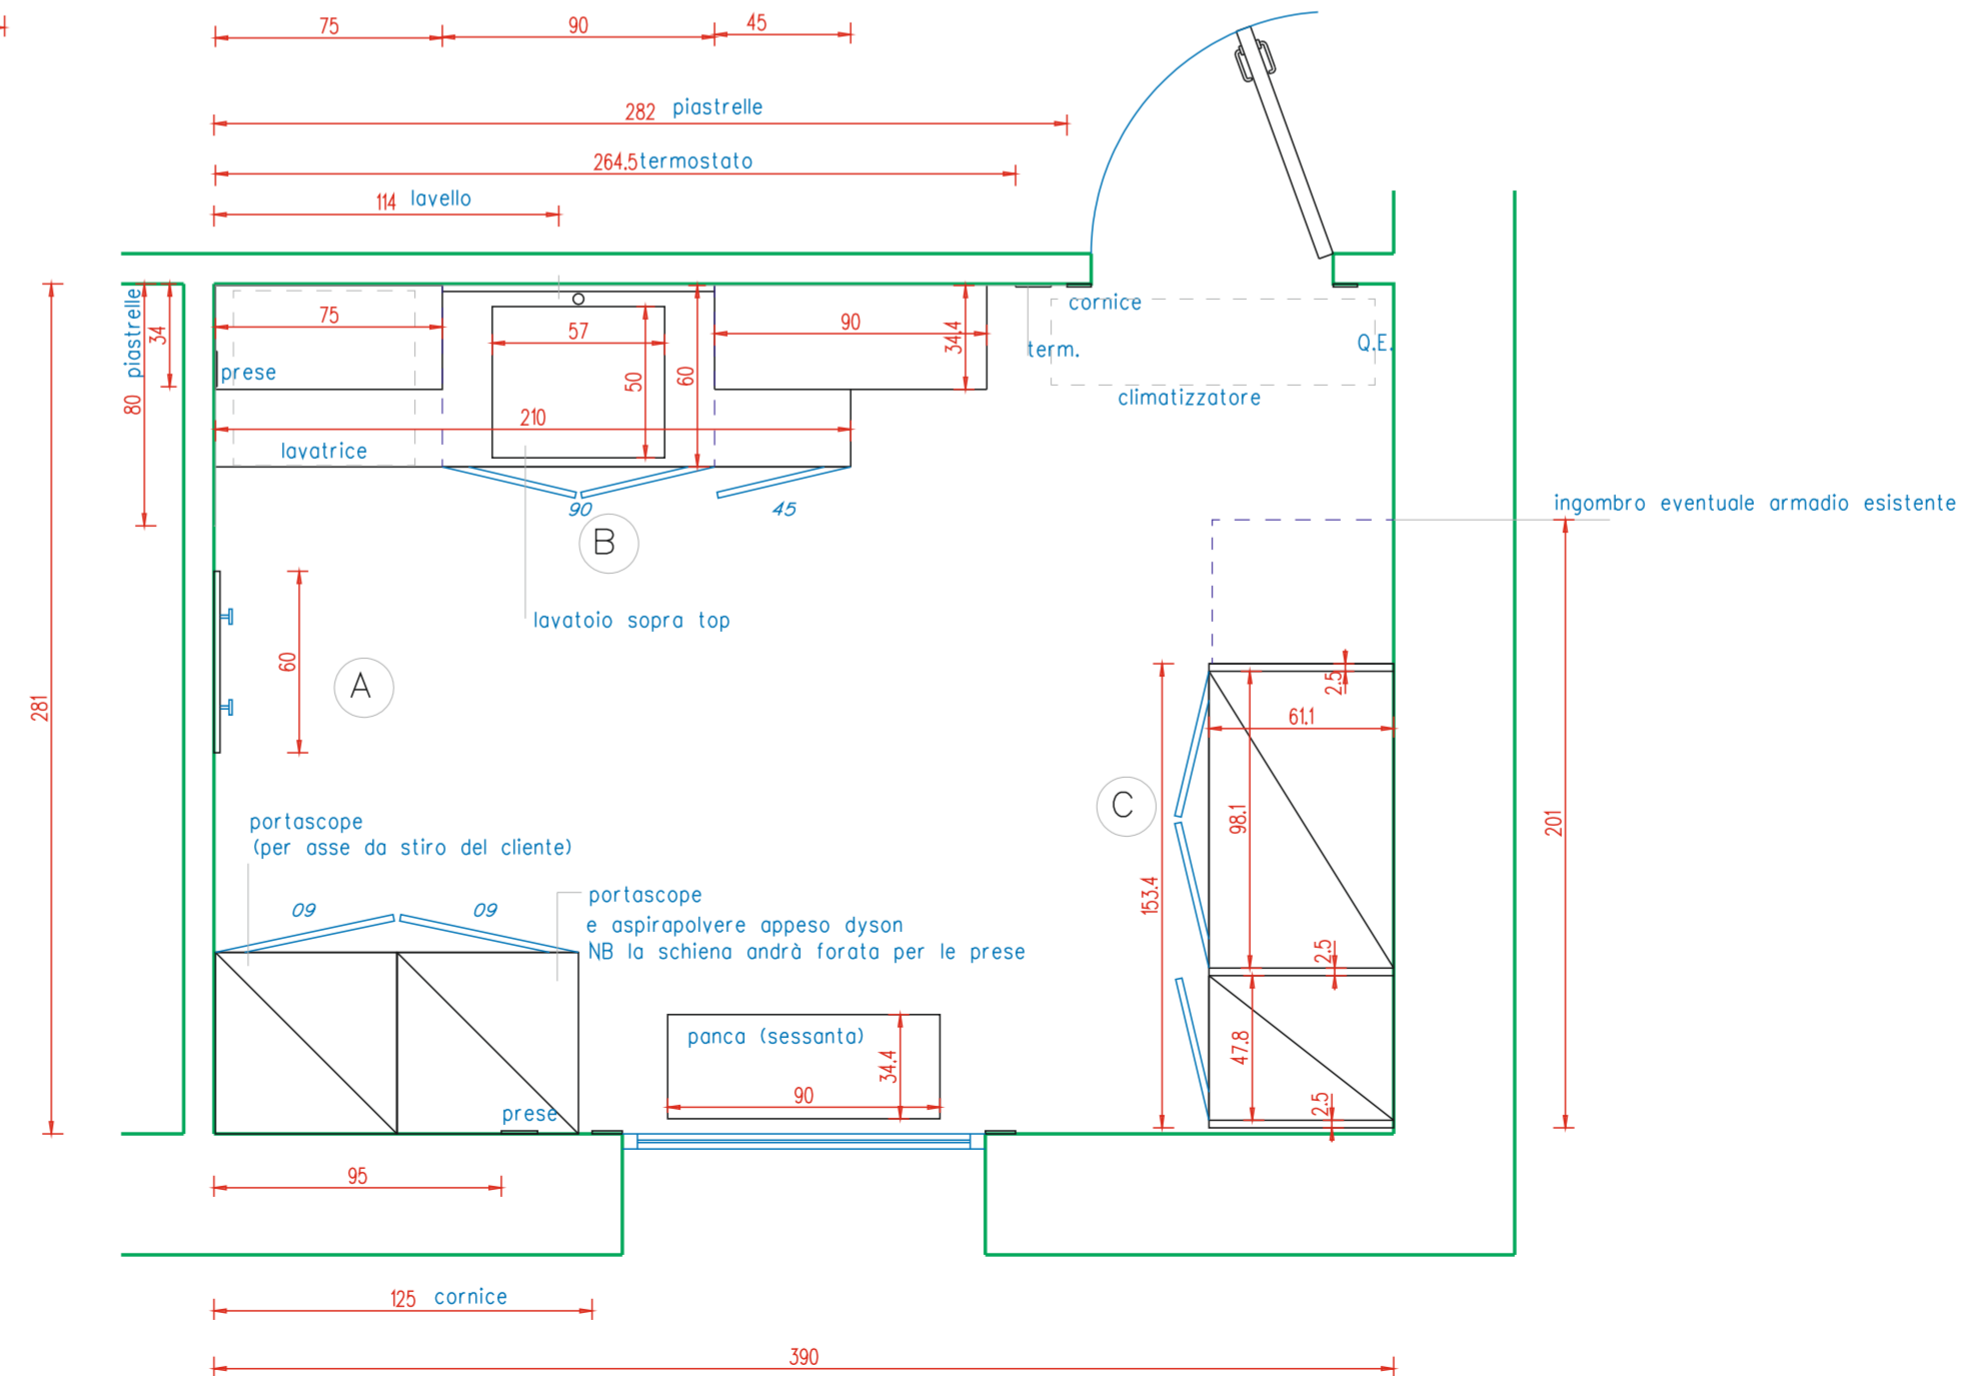 75
90
45
282 piastrelle
264.5 termostato
114 lavello
80 piastrelle
34
281
75
prese
lavatrice
57
50
60
210
90
34.4
term.
cornice
Q.E.
climatizzatore
90
45
B
lavatoio sopra top
ingombro eventuale armadio esistente
60
A
2.5
61.1
C
98.1
153.4
201
portascope
(per asse da stiro del cliente)
60
60
portascope
e aspirapolvere appeso dyson
NB la schiena andrà forata per le prese
2.5
panca (sessanta)
34.4
90
47.8
2.5
prese
95
125 cornice
390